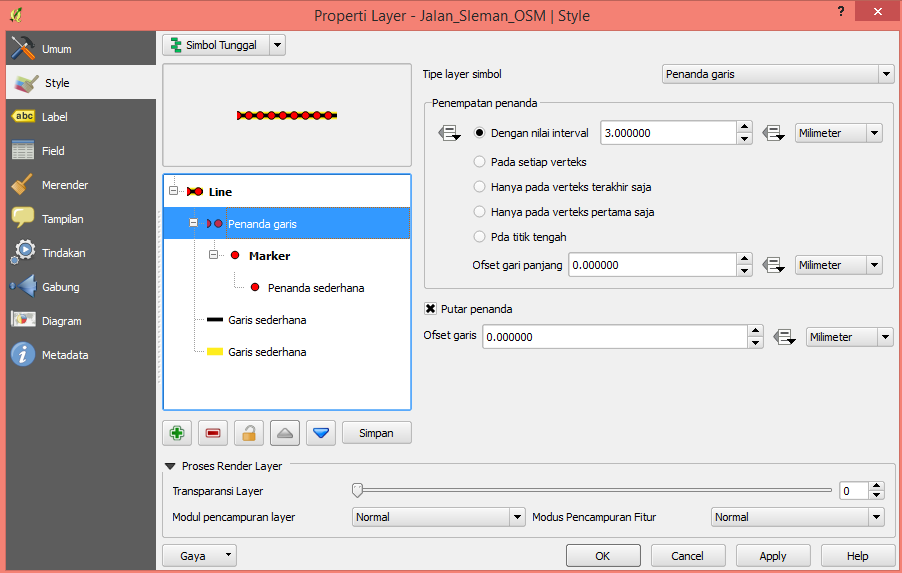 Properti Layer - Jalan_Sleman_OSM | Style
?
Umum
Style
abc Label
Field
Merender
Tampilan
Tindakan
Gabung
Diagram
Metadata
Simbol Tunggal
Line
Penanda garis
Marker
Penanda sederhana
Garis sederhana
Garis sederhana
Simpan
Tipe layer simbol
Penanda garis
Penempatan penanda
Dengan nilai interval
3.000000
Milimeter
Pada setiap verteks
Hanya pada verteks terakhir saja
Hanya pada verteks pertama saja
Pda titik tengah
Ofset gari panjang
0.000000
Milimeter
Putar penanda
Ofset garis
0.000000
Milimeter
Proses Render Layer
Transparansi Layer
0
Modul pencampuran layer
Normal
Modus Pencampuran Fitur
Normal
Gaya
OK
Cancel
Apply
Help